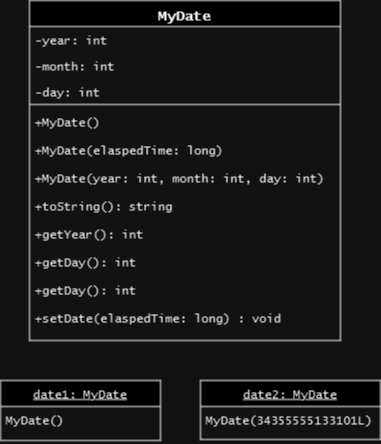 MyDate
-year: int
-month: int
-day: int
+MyDate()
+MyDate(elaspedTime: long)
+MyDate(year: int, month: int, day: int)
+toString(): string
+getYear(): int
+getDay(): int
+getDay(): int
+setDate(elaspedTime: long) : void
date1: MyDate
MyDate()
date2: MyDate
MyDate(34355555133101L)